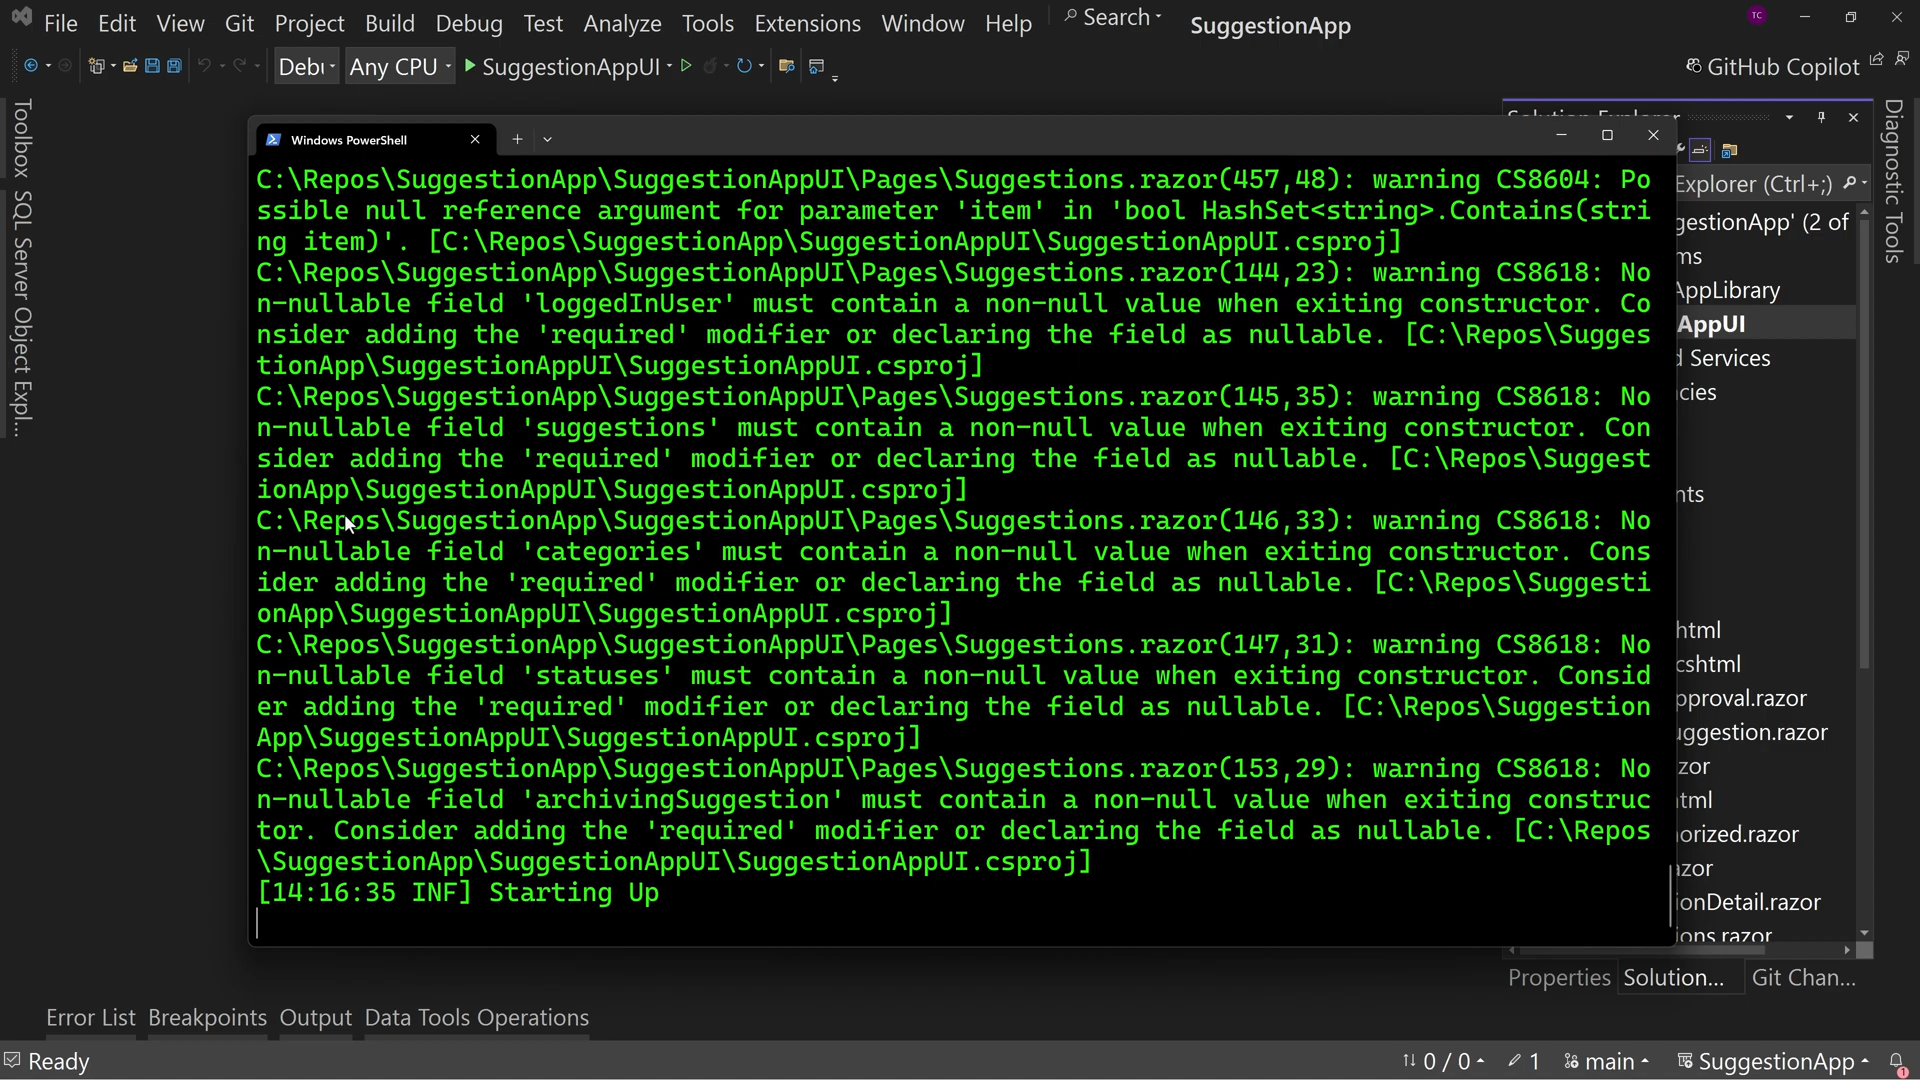 File Edit View Git Project Build Debug Test Analyze Tools Extensions Window Help Search SuggestionApp TC
Any CPU SuggestionAppUI GitHub Copilot
Toolbox
SQL Server Object Expl...
Windows PowerShell
C:\Repos\SuggestionApp\SuggestionAppUI\Pages\Suggestions.razor(457,48): warning CS8604: Po
ssible null reference argument for parameter 'item' in 'bool HashSet<string>.Contains(stri
ng item)'. [C:\Repos\SuggestionApp\SuggestionAppUI\SuggestionAppUI.csproj]
C:\Repos\SuggestionApp\SuggestionAppUI\Pages\Suggestions.razor(144,23): warning CS8618: No
n-nullable field 'loggedInUser' must contain a non-null value when exiting constructor. Co
nsider adding the 'required' modifier or declaring the field as nullable. [C:\Repos\Sugges
tionApp\SuggestionAppUI\SuggestionAppUI.csproj]
C:\Repos\SuggestionApp\SuggestionAppUI\Pages\Suggestions.razor(145,35): warning CS8618: No
n-nullable field 'suggestions' must contain a non-null value when exiting constructor. Con
sider adding the 'required' modifier or declaring the field as nullable. [C:\Repos\Suggest
ionApp\SuggestionAppUI\SuggestionAppUI.csproj]
C:\Repos\SuggestionApp\SuggestionAppUI\Pages\Suggestions.razor(146,33): warning CS8618: No
n-nullable field 'categories' must contain a non-null value when exiting constructor. Cons
ider adding the 'required' modifier or declaring the field as nullable. [C:\Repos\Suggesti
onApp\SuggestionAppUI\SuggestionAppUI.csproj]
C:\Repos\SuggestionApp\SuggestionAppUI\Pages\Suggestions.razor(147,31): warning CS8618: No
n-nullable field 'statuses' must contain a non-null value when exiting constructor. Consid
er adding the 'required' modifier or declaring the field as nullable. [C:\Repos\Suggestion
App\SuggestionAppUI\SuggestionAppUI.csproj]
C:\Repos\SuggestionApp\SuggestionAppUI\Pages\Suggestions.razor(153,29): warning CS8618: No
n-nullable field 'archivingSuggestion' must contain a non-null value when exiting construc
tor. Consider adding the 'required' modifier or declaring the field as nullable. [C:\Repos
\SuggestionApp\SuggestionAppUI\SuggestionAppUI.csproj]
[14:16:35 INF] Starting Up
Explorer (Ctrl+;)
gestionApp' (2 of
ms
AppLibrary
AppUI
d Services
cies
nts
html
cshtml
pproval.razor
uggestion.razor
zor
tml
orized.razor
azor
ionDetail.razor
ons.razor
Properties Solution... Git Chan...
Diagnostic Tools
Error List Breakpoints Output Data Tools Operations
Ready 0 / 0 1 main SuggestionApp 1